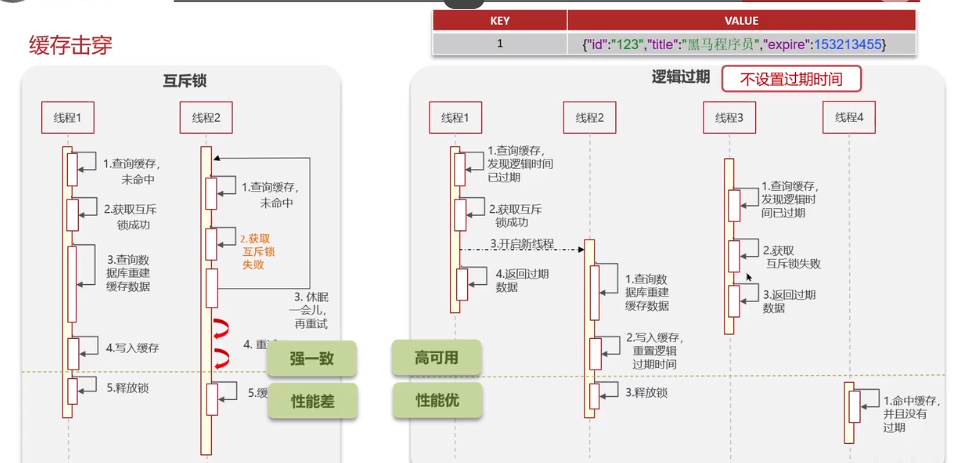 KEY VALUE
1 {"id":"123","title":"黑马程序员","expire":153213455}
缓存击穿
互斥锁
线程1 线程2
1.查询缓存，
未命中
2.获取互斥
锁成功
3.查询数
据库重建
缓存数据
4.写入缓存
5.释放锁
1.查询缓存，
未命中
2.获取
互斥锁
失败
3. 休眠
一会儿，
再重试
4. 重
5.缓
强一致
性能差
逻辑过期 不设置过期时间
线程1 线程2 线程3 线程4
1.查询缓存，
发现逻辑时间
已过期
2.获取互斥
锁成功
3.开启新线程
4.返回过期
数据
1.查询数
据库重建
缓存数据
2.写入缓存，
重置逻辑
过期时间
3.释放锁
1.查询缓存，
发现逻辑时
间已过期
2.获取
互斥锁失败
3.返回过期
数据
1.命中缓存，
并且没有
过期
高可用
性能优